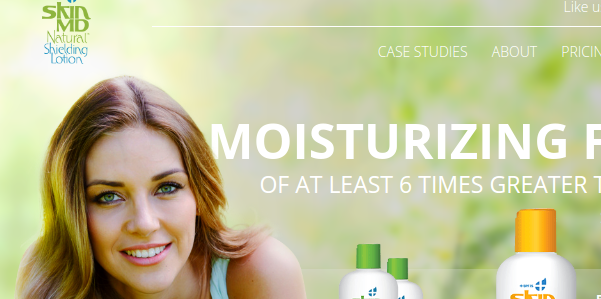 skin
MD
Natural
Shielding
Lotion
Like u
CASE STUDIES ABOUT PRICIN
MOISTURIZING F
OF AT LEAST 6 TIMES GREATER T
skin